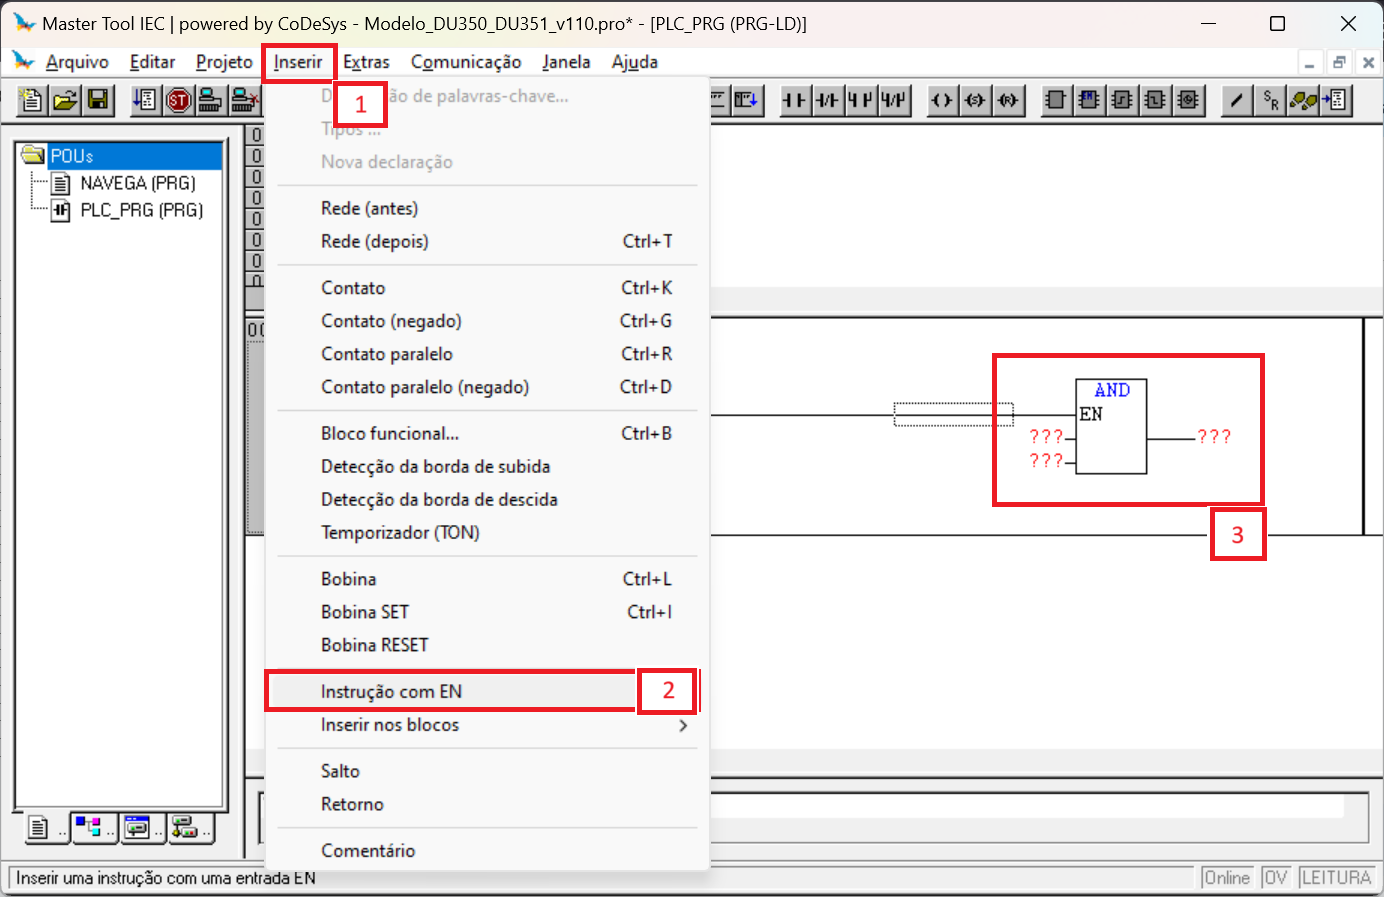 Master Tool IEC | powered by CoDeSys - Modelo_DU350_DU351_v110.pro* - [PLC_PRG (PRG-LD)]
Arquivo Editar Projeto Inserir Extras Comunicação Janela Ajuda
1
ão de palavras-chave...
Tipos ...
Nova declaração
Rede (antes)
Rede (depois) Ctrl+T
Contato Ctrl+K
Contato (negado) Ctrl+G
Contato paralelo Ctrl+R
Contato paralelo (negado) Ctrl+D
Bloco funcional... Ctrl+B
Detecção da borda de subida
Detecção da borda de descida
Temporizador (TON)
Bobina Ctrl+L
Bobina SET Ctrl+I
Bobina RESET
Instrução com EN 2
Inserir nos blocos
Salto
Retorno
Comentário
POUs
NAVEGA (PRG)
PLC_PRG (PRG)
AND
EN
??? ???
???
3
Inserir uma instrução com uma entrada EN
Online OV LEITURA